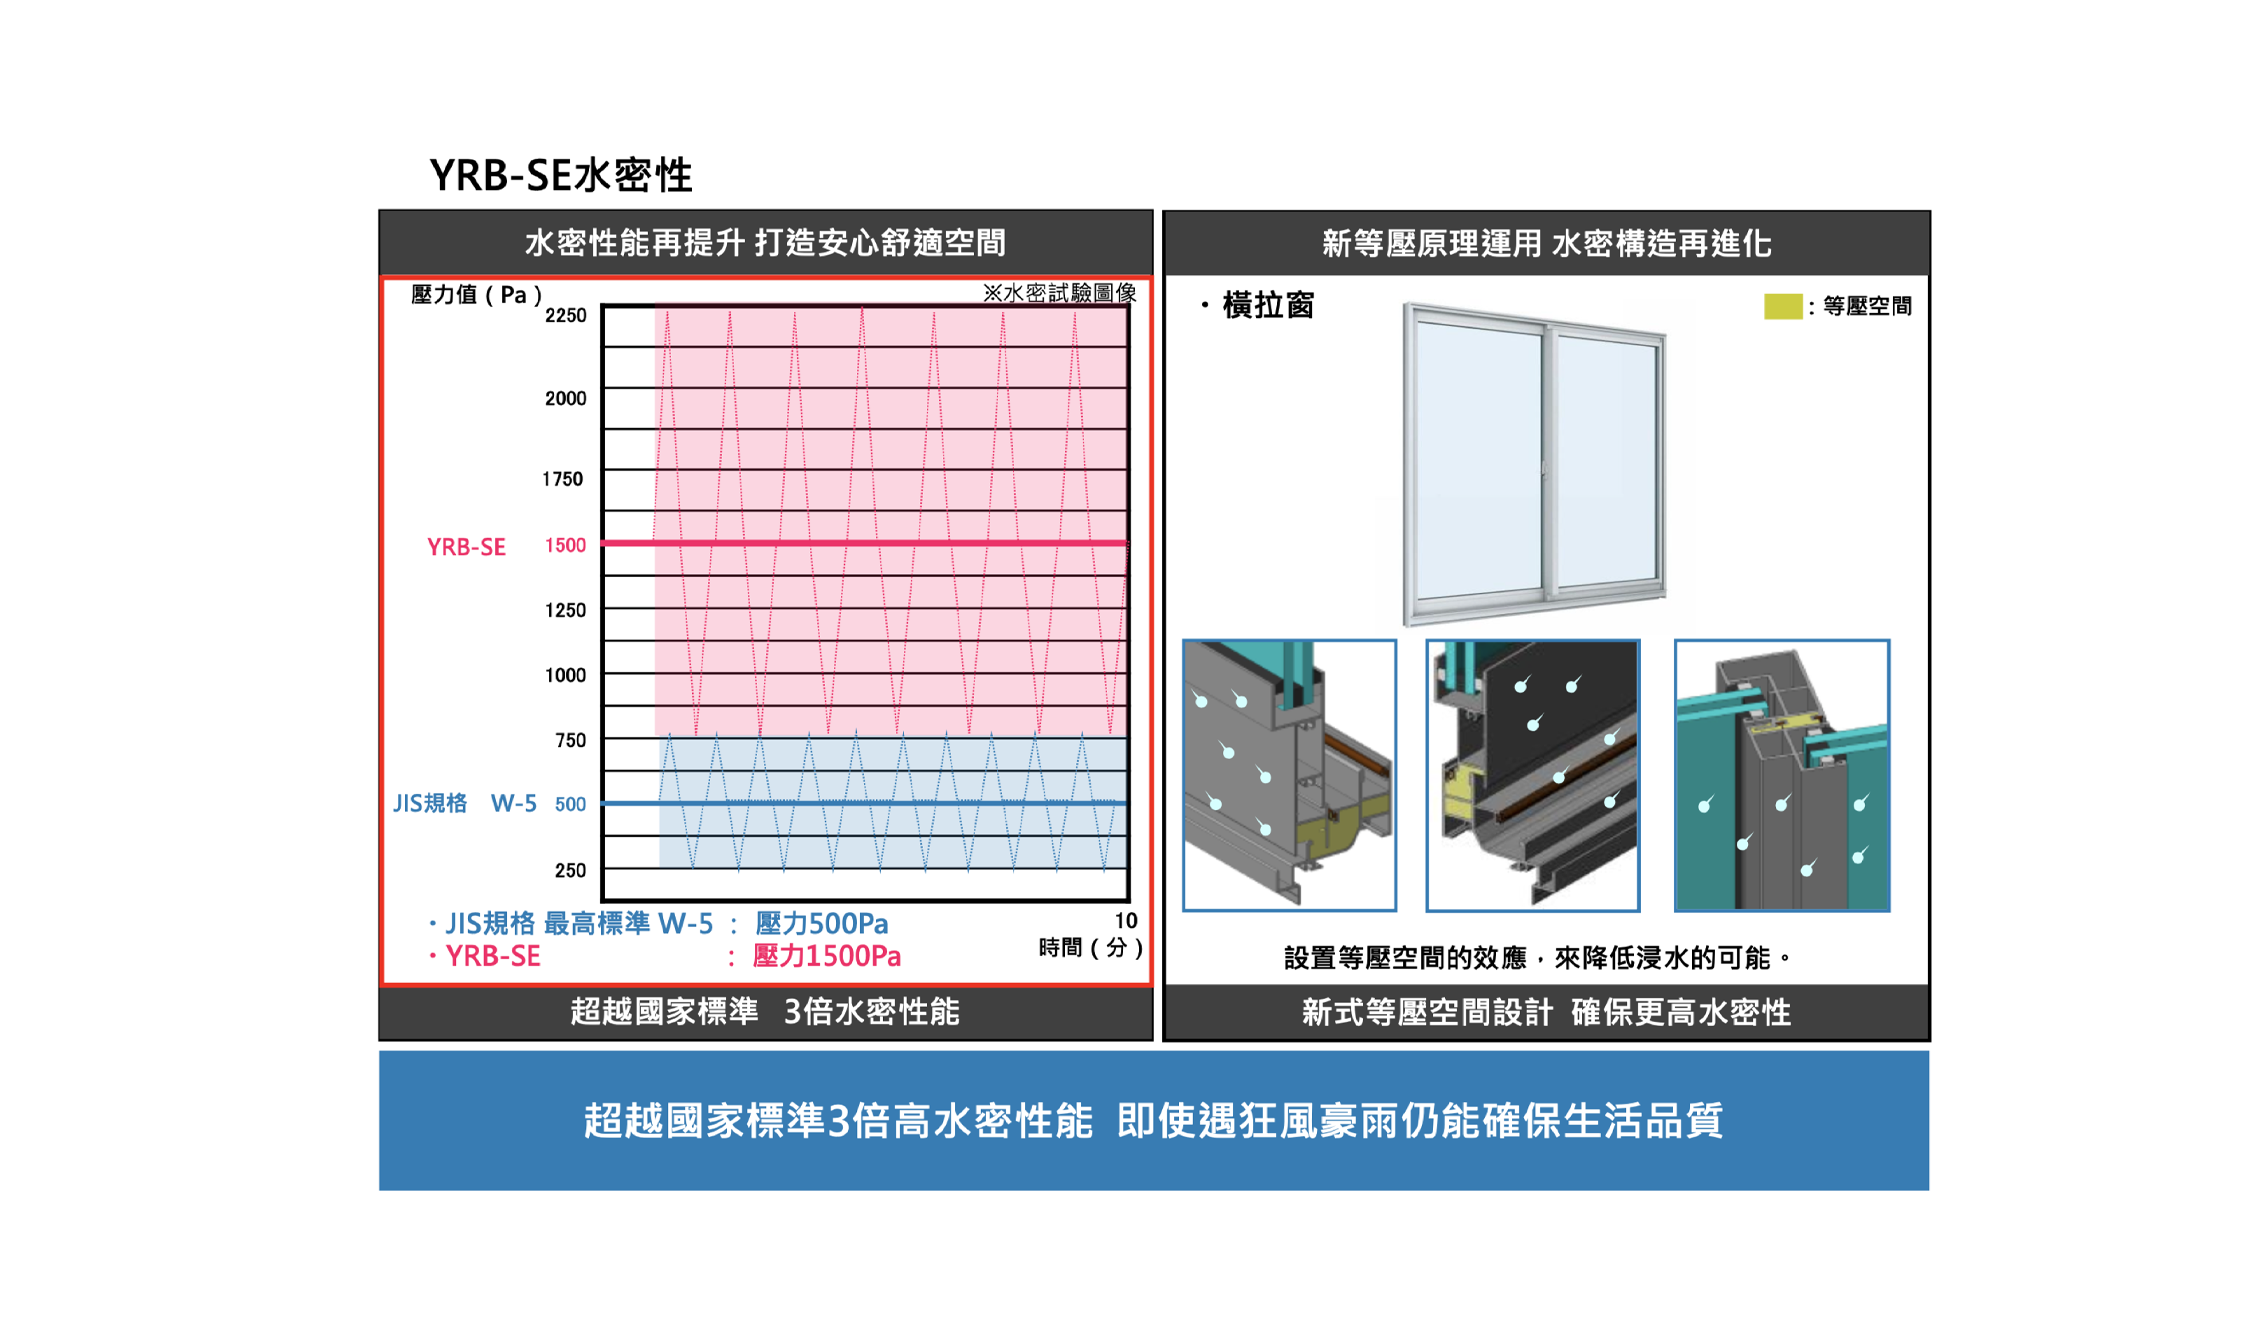 YRB-SE水密性
水密性能再提升 打造安心舒適空間
壓力值(Pa)
※水密試驗圖像
2250
2000
1750
YRB-SE 1500
1250
1000
750
JIS規格 W-5 500
250
10
時間(分)
・JIS規格 最高標準 W-5 : 壓力500Pa
・YRB-SE : 壓力1500Pa
超越國家標準 3倍水密性能
新等壓原理運用 水密構造再進化
・橫拉窗
:等壓空間
設置等壓空間的效應,來降低浸水的可能。
新式等壓空間設計 確保更高水密性
超越國家標準3倍高水密性能 即使遇狂風豪雨仍能確保生活品質